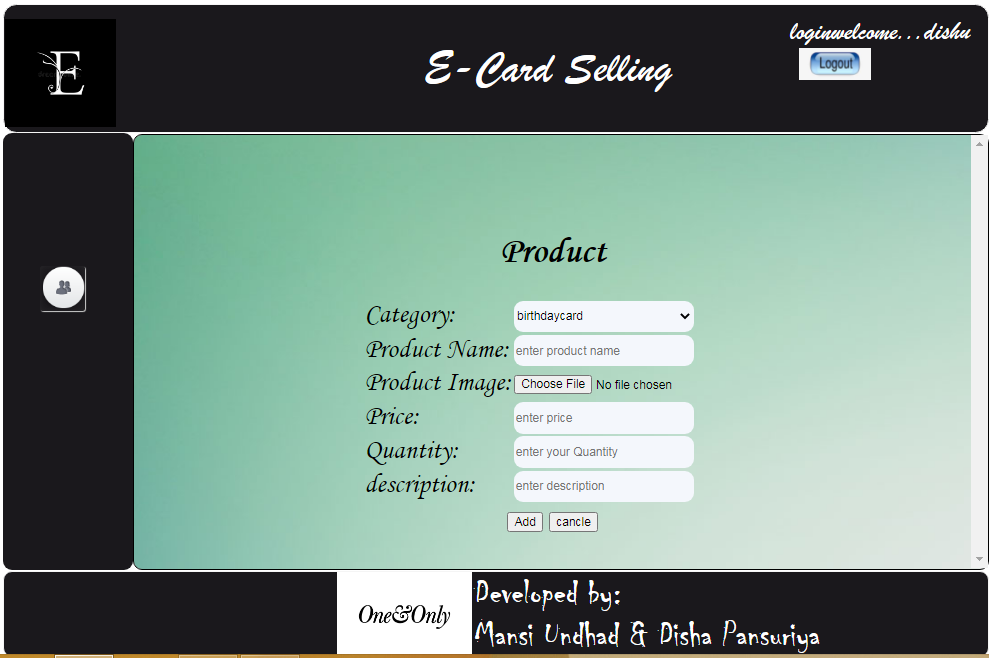 E
E-Card Selling
loginwelcome...dishu
Logout
Product
Category: birthdaycard
Product Name: enter product name
Product Image: Choose File No file chosen
Price: enter price
Quantity: enter your Quantity
description: enter description
Add cancle
One&Only
Developed by:
Mansi Undhad & Disha Pansuriya